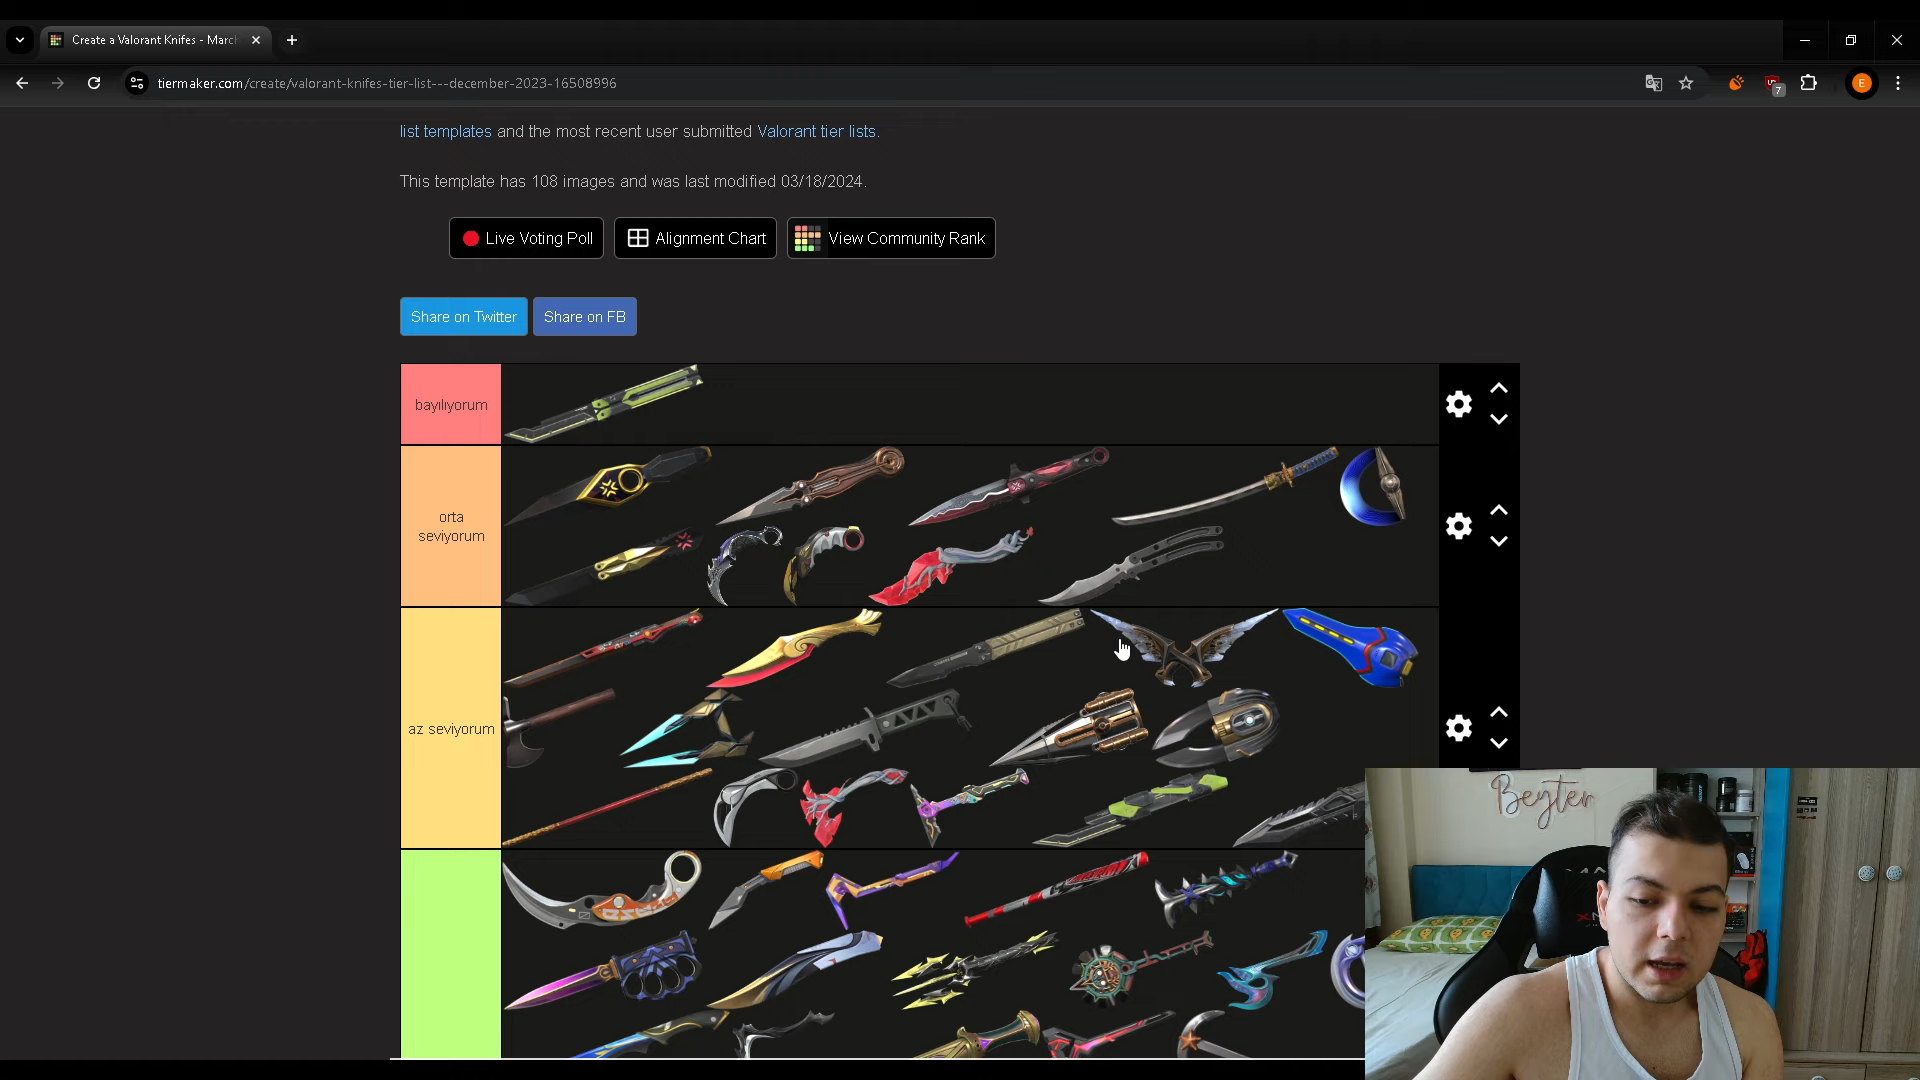 Create a Valorant Knifes - March
tiermaker.com/create/valorant-knifes-tier-list---december-2023-16508996
7
E
list templates and the most recent user submitted Valorant tier lists.
This template has 108 images and was last modified 03/18/2024.
Live Voting Poll
Alignment Chart
View Community Rank
Share on Twitter
Share on FB
bayılıyorum
orta
seviyorum
az seviyorum
Beyter